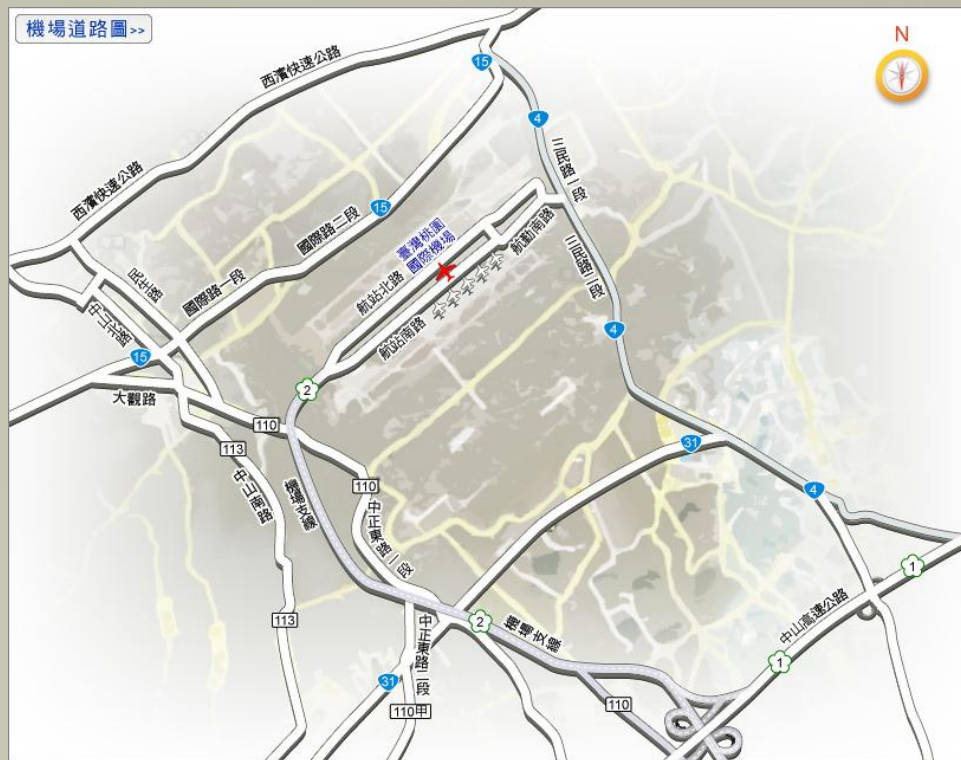 機場道路圖>>
N
西濱快速公路
15
4
三民路一段
西濱快速公路
15
國際路二段
臺灣桃園
國際機場
航勤南路
三民路二段
民生路
國際路一段
航站北路
中山北路
航站南路
4
15
2
大觀路
110
113
31
110
4
中山南路
機場支線
中正東路一段
1
113
2
機場支線
中山高速公路
中正東路二段
1
31
110
110甲